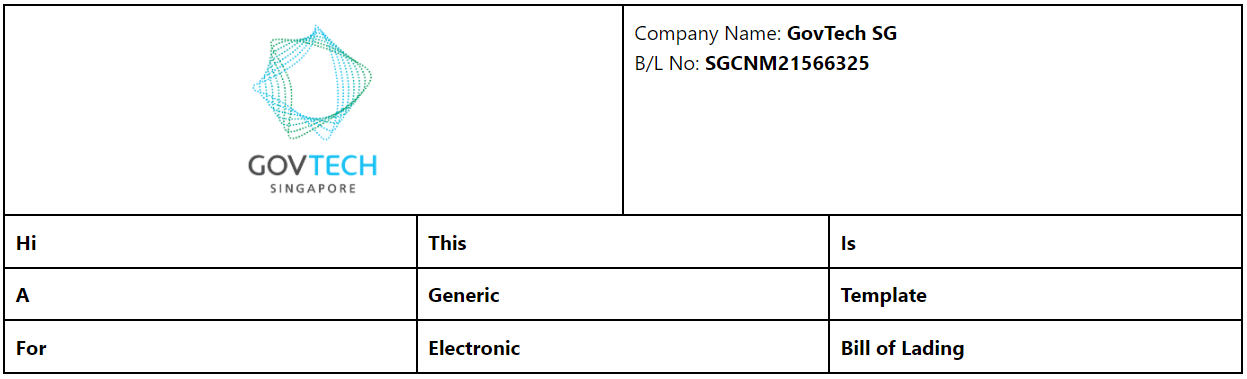 GOVTECH
SINGAPORE
Company Name: GovTech SG
B/L No: SGCNM21566325
Hi This Is
A Generic Template
For Electronic Bill of Lading